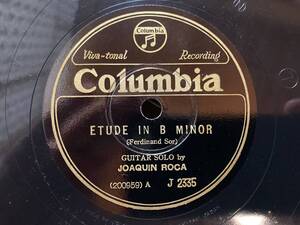 Columbia
Viva-tonal Recording
Columbia
ETUDE IN B MINOR
(Ferdinand Sor)
GUITAR SOLO by
JOAQUIN ROCA
(200959) A J 2335